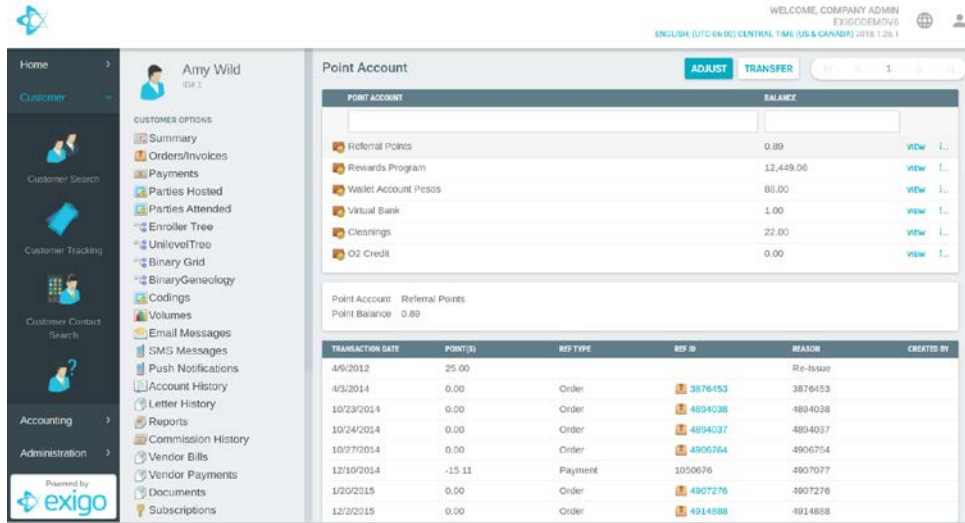 WELCOME, COMPANY ADMIN
EXIGODEMOV6
ENGLISH, (UTC-06:00) CENTRAL TIME (US & CANADA) 2018.1.26.1
Home
Customer
Customer Search
Customer Tracking
Customer Contact
Search
Accounting
Administration
Powered by
exigo
Amy Wild
ID# 1
CUSTOMER OPTIONS
Summary
Orders/Invoices
Payments
Parties Hosted
Parties Attended
Enroller Tree
UnilevelTree
Binary Grid
BinaryGeneology
Codings
Volumes
Email Messages
SMS Messages
Push Notifications
Account History
Letter History
Reports
Commission History
Vendor Bills
Vendor Payments
Documents
Subscriptions
Point Account ADJUST TRANSFER 1
POINT ACCOUNT BALANCE
Referral Points 0.89 VIEW
Rewards Program 12,449.06 VIEW
Wallet Account Pesos 88.00 VIEW
Virtual Bank 1.00 VIEW
Cleanings 22.00 VIEW
O2 Credit 0.00 VIEW
Point Account Referral Points
Point Balance 0.89
TRANSACTION DATE POINT(S) REF TYPE REF ID REASON CREATED BY
4/9/2012 25.00 Re-Issue
4/3/2014 0.00 Order 3876453 3876453
10/23/2014 0.00 Order 4894038 4894038
10/24/2014 0.00 Order 4894037 4894037
10/27/2014 0.00 Order 4906764 4906764
12/10/2014 -15.11 Payment 1050676 4907077
1/20/2015 0.00 Order 4907276 4907276
12/2/2015 0.00 Order 4914888 4914888